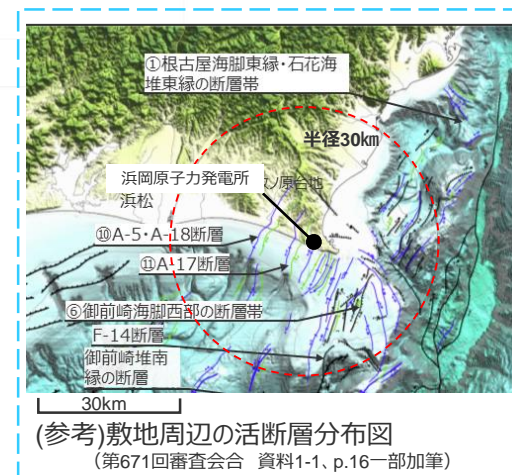 ①根古屋海脚東縁・石花海
堆東縁の断層帯
半径30㎞
浜岡原子力発電所
ノ原台地
浜松
⑩A-5・A-18断層
⑪A-17断層
⑥御前崎海脚西部の断層帯
F-14断層
御前崎堆南
縁の断層
30km
(参考)敷地周辺の活断層分布図
(第671回審査会合 資料1-1、p.16一部加筆)